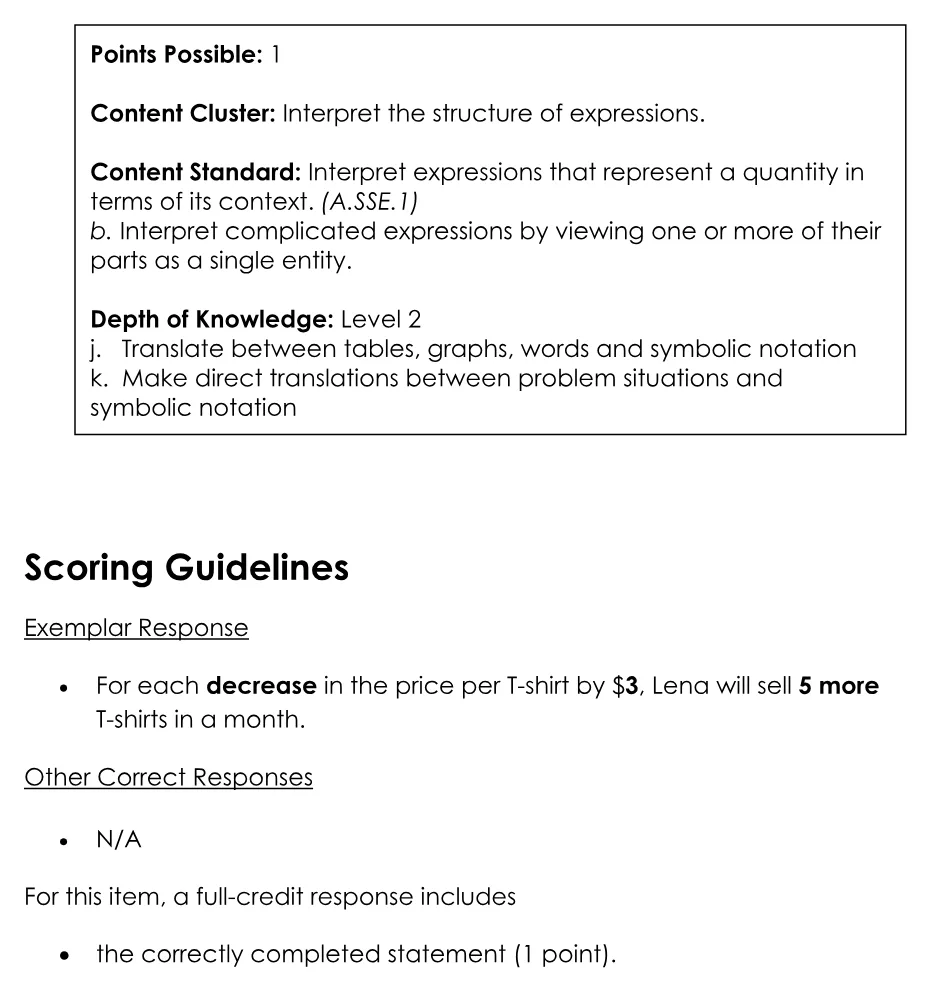 Points Possible: 1
Content Cluster: Interpret the structure of expressions.
Content Standard: Interpret expressions that represent a quantity in
terms of its context. (A.SSE.1)
b. Interpret complicated expressions by viewing one or more of their
parts as a single entity.
Depth of Knowledge: Level 2
j. Translate between tables, graphs, words and symbolic notation
k. Make direct translations between problem situations and
symbolic notation
Scoring Guidelines
Exemplar Response
• For each decrease in the price per T-shirt by $3, Lena will sell 5 more
T-shirts in a month.
Other Correct Responses
• N/A
For this item, a full-credit response includes
• the correctly completed statement (1 point).